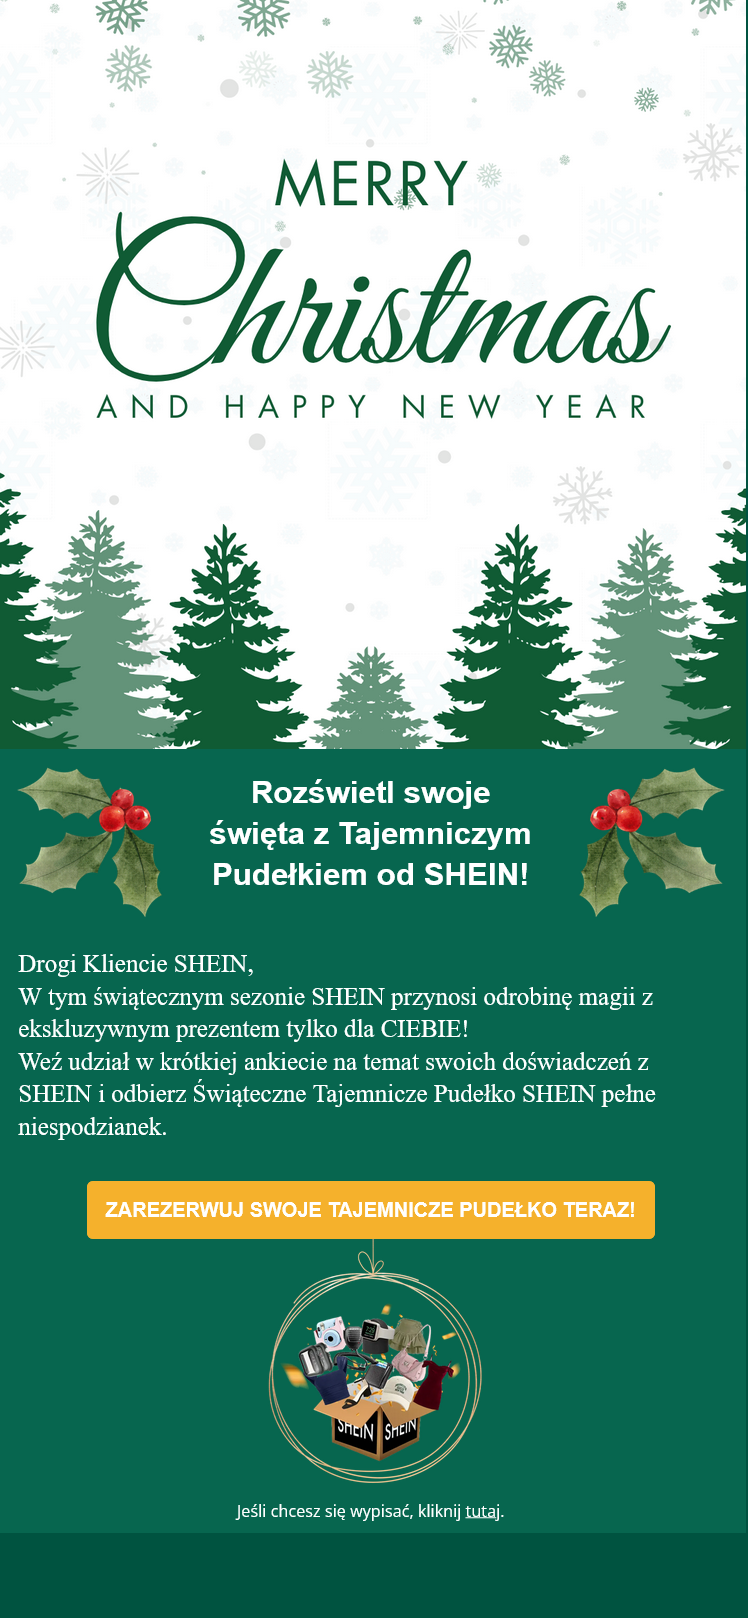 MERRY
Christmas
AND HAPPY NEW YEAR
Rozświetl swoje
święta z Tajemniczym
Pudełkiem od SHEIN!
Drogi Kliencie SHEIN,
W tym świątecznym sezonie SHEIN przynosi odrobinę magii z
ekskluzywnym prezentem tylko dla CIEBIE!
Weź udział w krótkiej ankiecie na temat swoich doświadczeń z
SHEIN i odbierz Świąteczne Tajemnicze Pudełko SHEIN pełne
niespodzianek.
ZAREZERWUJ SWOJE TAJEMNICZE PUDEŁKO TERAZ!
SHEIN SHEIN
Jeśli chcesz się wypisać, kliknij tutaj.